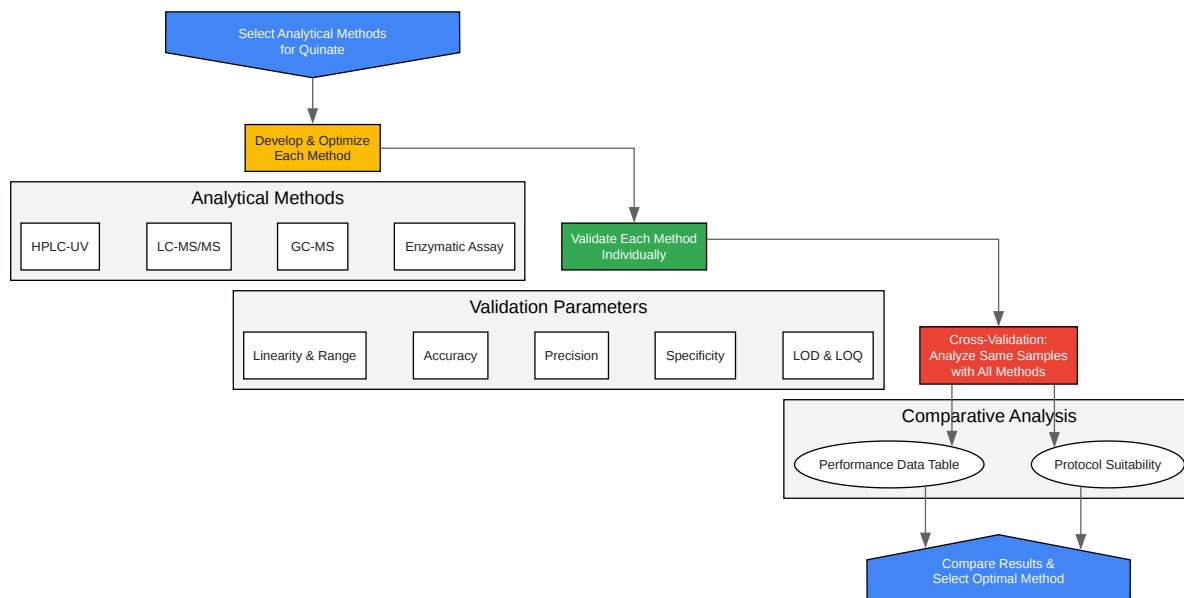 Select Analytical Methods
for Quinate
Develop & Optimize
Each Method
Analytical Methods
HPLC-UV
LC-MS/MS
GC-MS
Enzymatic Assay
Validate Each Method
Individually
Validation Parameters
Linearity & Range
Accuracy
Precision
Specificity
LOD & LOQ
Cross-Validation:
Analyze Same Samples
with All Methods
Comparative Analysis
Performance Data Table
Protocol Suitability
Compare Results &
Select Optimal Method